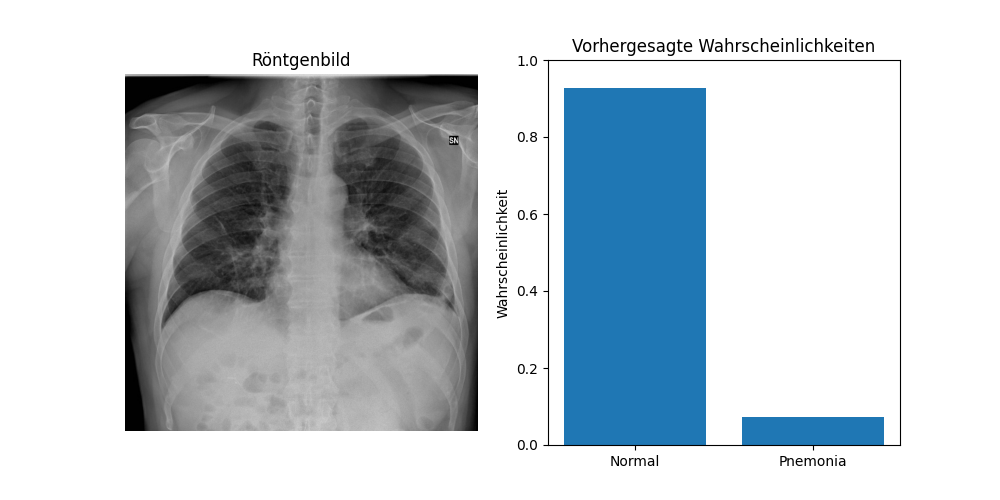 Röntgenbild
SN
Vorhergesagte Wahrscheinlichkeiten
Wahrscheinlichkeit
1.0
0.8
0.6
0.4
0.2
0.0
Normal
Pnemonia